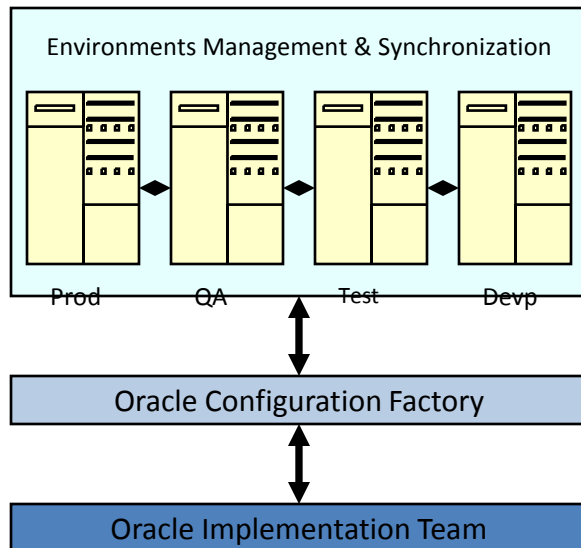 Environments Management & Synchronization
Prod QA Test Devp
Oracle Configuration Factory
Oracle Implementation Team